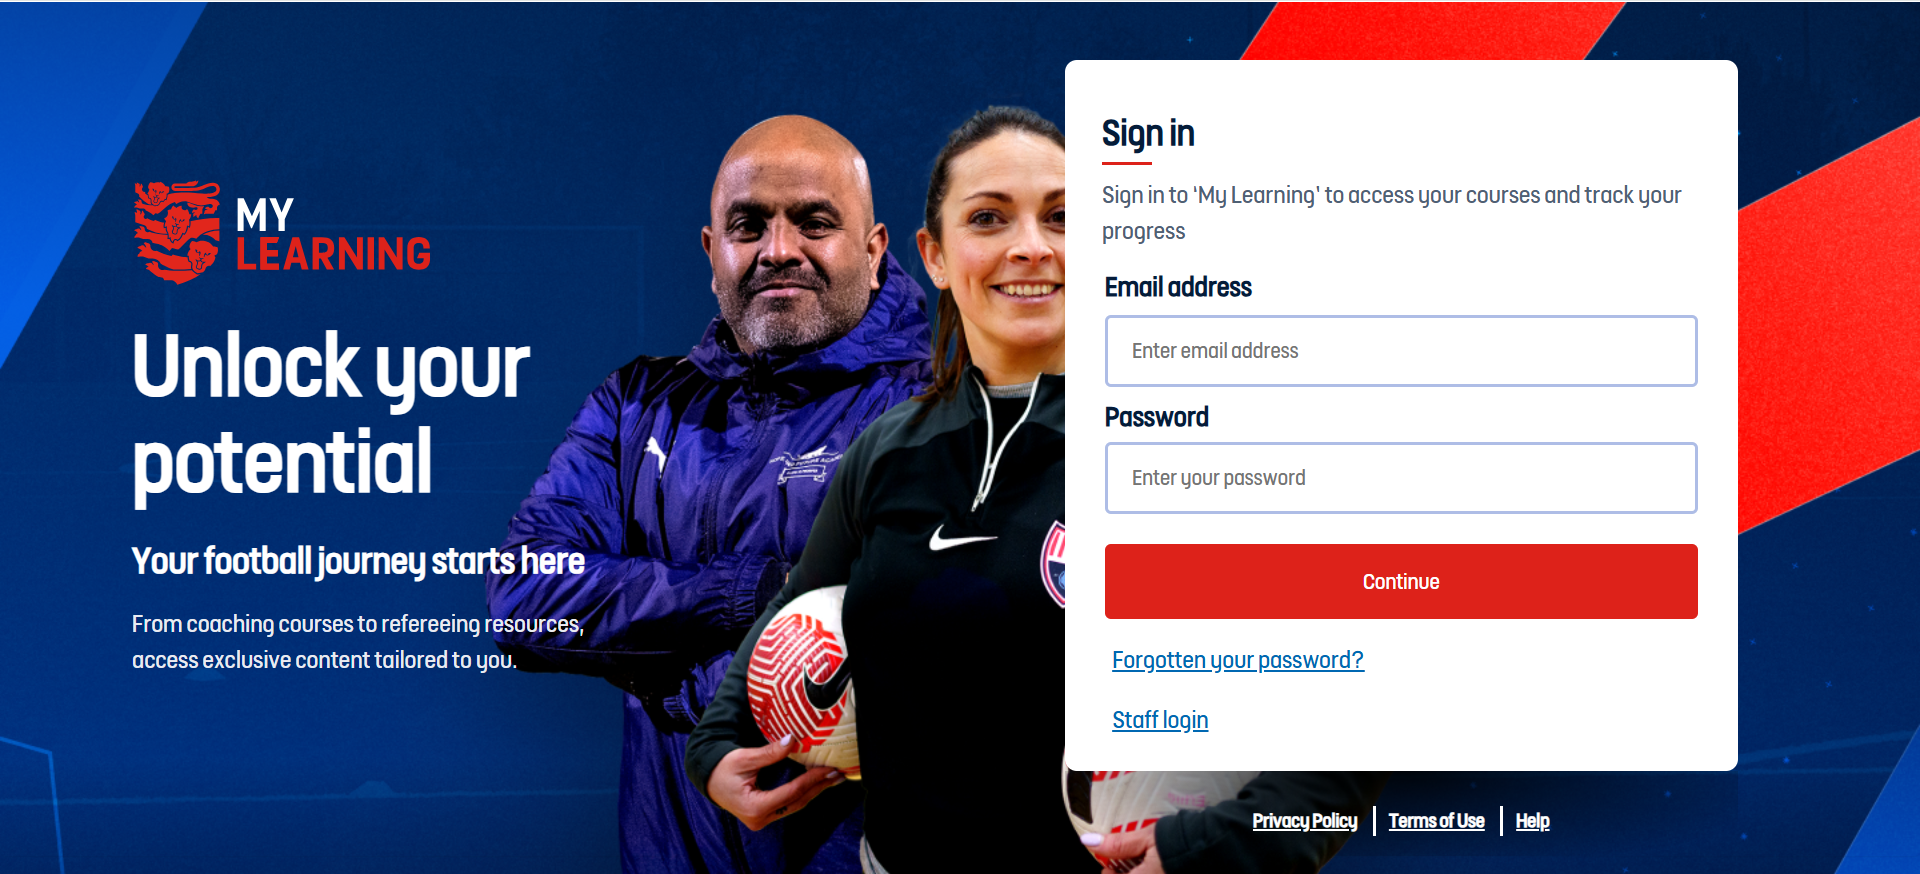 MY
LEARNING
Unlock your
potential
Your football journey starts here
From coaching courses to refereeing resources,
access exclusive content tailored to you.
Sign in
Sign in to ‘My Learning’ to access your courses and track your
progress
Email address
Enter email address
Password
Enter your password
Continue
Forgotten your password?
Staff login
Privacy Policy
Terms of Use
Help